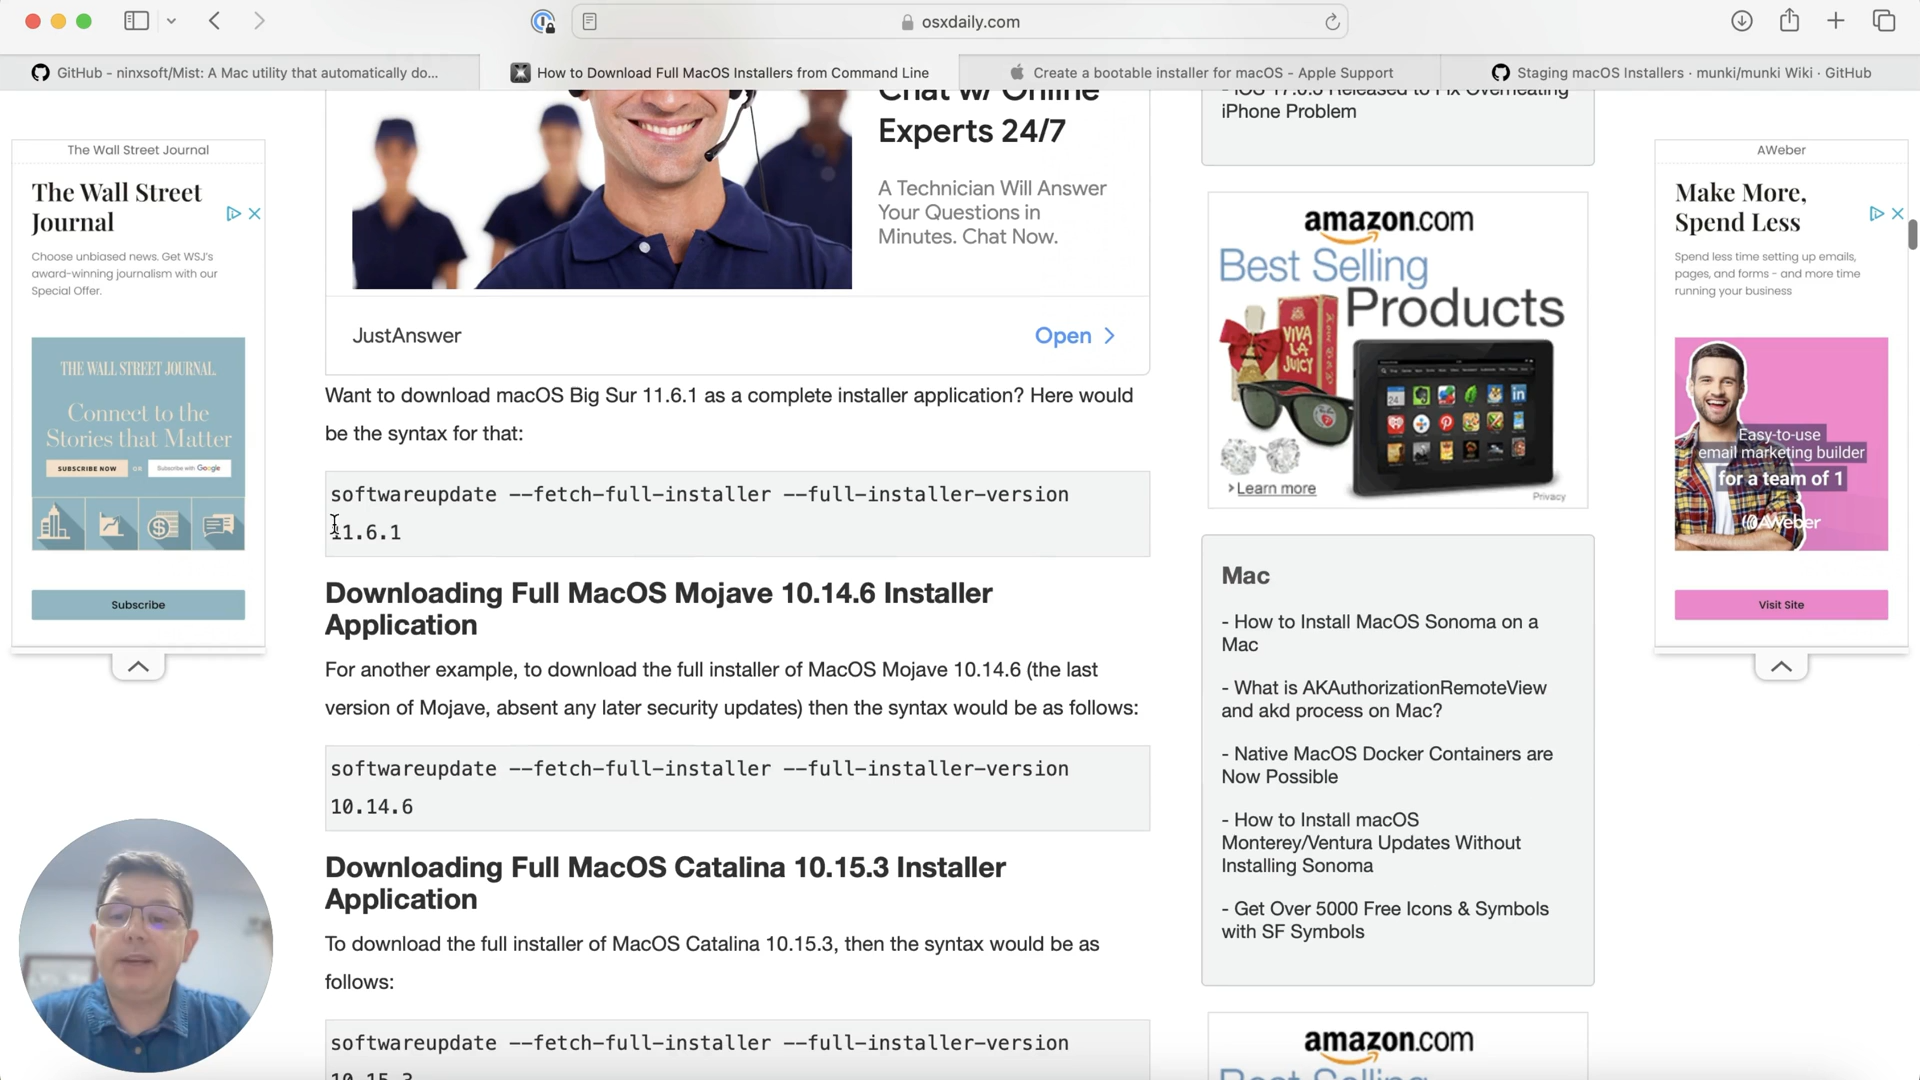 osxdaily.com
GitHub - ninxsoft/Mist: A Mac utility that automatically do...
How to Download Full MacOS Installers from Command Line
Create a bootable installer for macOS - Apple Support
Staging macOS Installers · munki/munki Wiki · GitHub
The Wall Street Journal
The Wall Street
Journal
Choose unbiased news. Get WSJ's
award-winning journalism with our
Special Offer.
THE WALL STREET JOURNAL.
Connect to the
Stories that Matter
SUBSCRIBE NOW
OR
Subscribe with Google
Subscribe
Chat w/ Online
Experts 24/7
A Technician Will Answer
Your Questions in
Minutes. Chat Now.
JustAnswer
Open
Want to download macOS Big Sur 11.6.1 as a complete installer application? Here would
be the syntax for that:
softwareupdate --fetch-full-installer --full-installer-version
11.6.1
Downloading Full MacOS Mojave 10.14.6 Installer
Application
For another example, to download the full installer of MacOS Mojave 10.14.6 (the last
version of Mojave, absent any later security updates) then the syntax would be as follows:
softwareupdate --fetch-full-installer --full-installer-version
10.14.6
Downloading Full MacOS Catalina 10.15.3 Installer
Application
To download the full installer of MacOS Catalina 10.15.3, then the syntax would be as
follows:
softwareupdate --fetch-full-installer --full-installer-version
10.15.3
- iOS 17.0.3 Released to Fix Overheating
iPhone Problem
amazon.com
Best Selling
Products
VIVA
LA
JUICY
>Learn more
Privacy
Mac
- How to Install MacOS Sonoma on a
Mac
- What is AKAuthorizationRemoteView
and akd process on Mac?
- Native MacOS Docker Containers are
Now Possible
- How to Install macOS
Monterey/Ventura Updates Without
Installing Sonoma
- Get Over 5000 Free Icons & Symbols
with SF Symbols
amazon.com
Best Selling
AWeber
Make More,
Spend Less
Spend less time setting up emails,
pages, and forms - and more time
running your business
Easy-to-use
email marketing builder
for a team of 1
AWeber
Visit Site